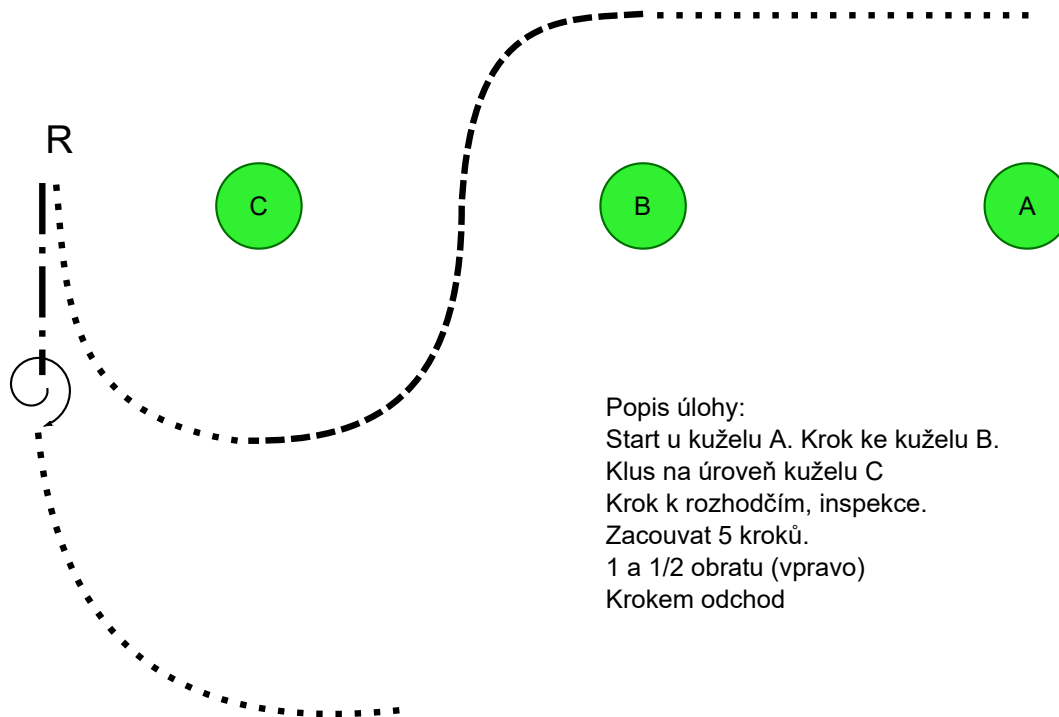 R
C
B
A
Popis úlohy:
Start u kuželu A. Krok ke kuželu B.
Klus na úroveň kuželu C
Krok k rozhodčím, inspekce.
Zacouvat 5 kroků.
1 a 1/2 obratu (vpravo)
Krokem odchod